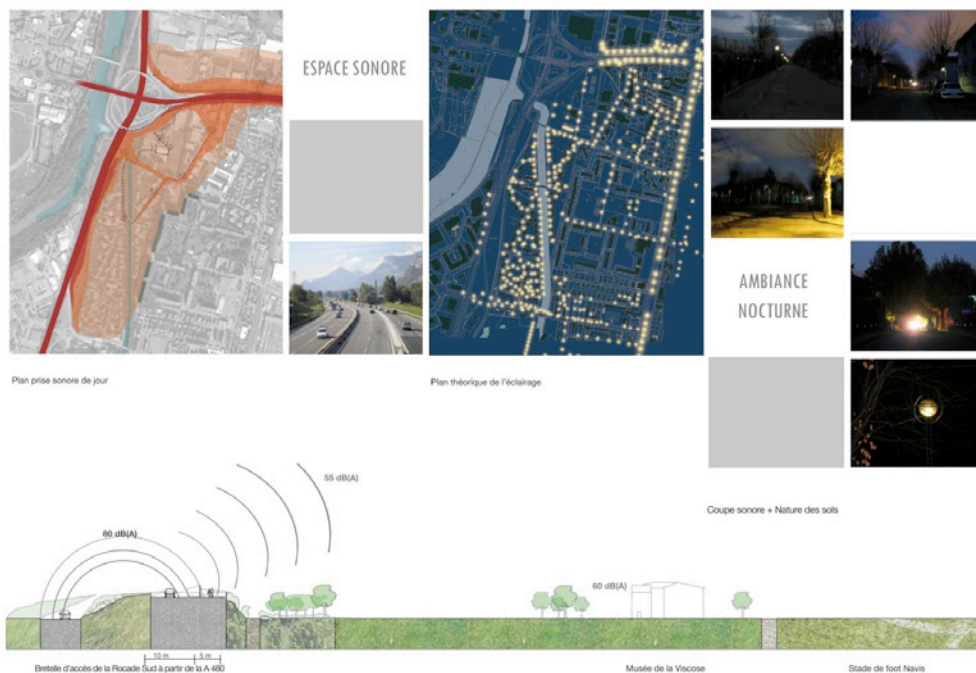 ESPACE SONORE
AMBIANCE
NOCTURNE
Plan prise sonore de jour
Plan théorique de l'éclairage
Coupe sonore + Nature des sols
55 dB(A)
80 dB(A)
60 dB(A)
10 m
5 m
Bretelle d'accès de la Rocade Sud à partir de la A 480
Musée de la Viscose
Stade de foot Navis